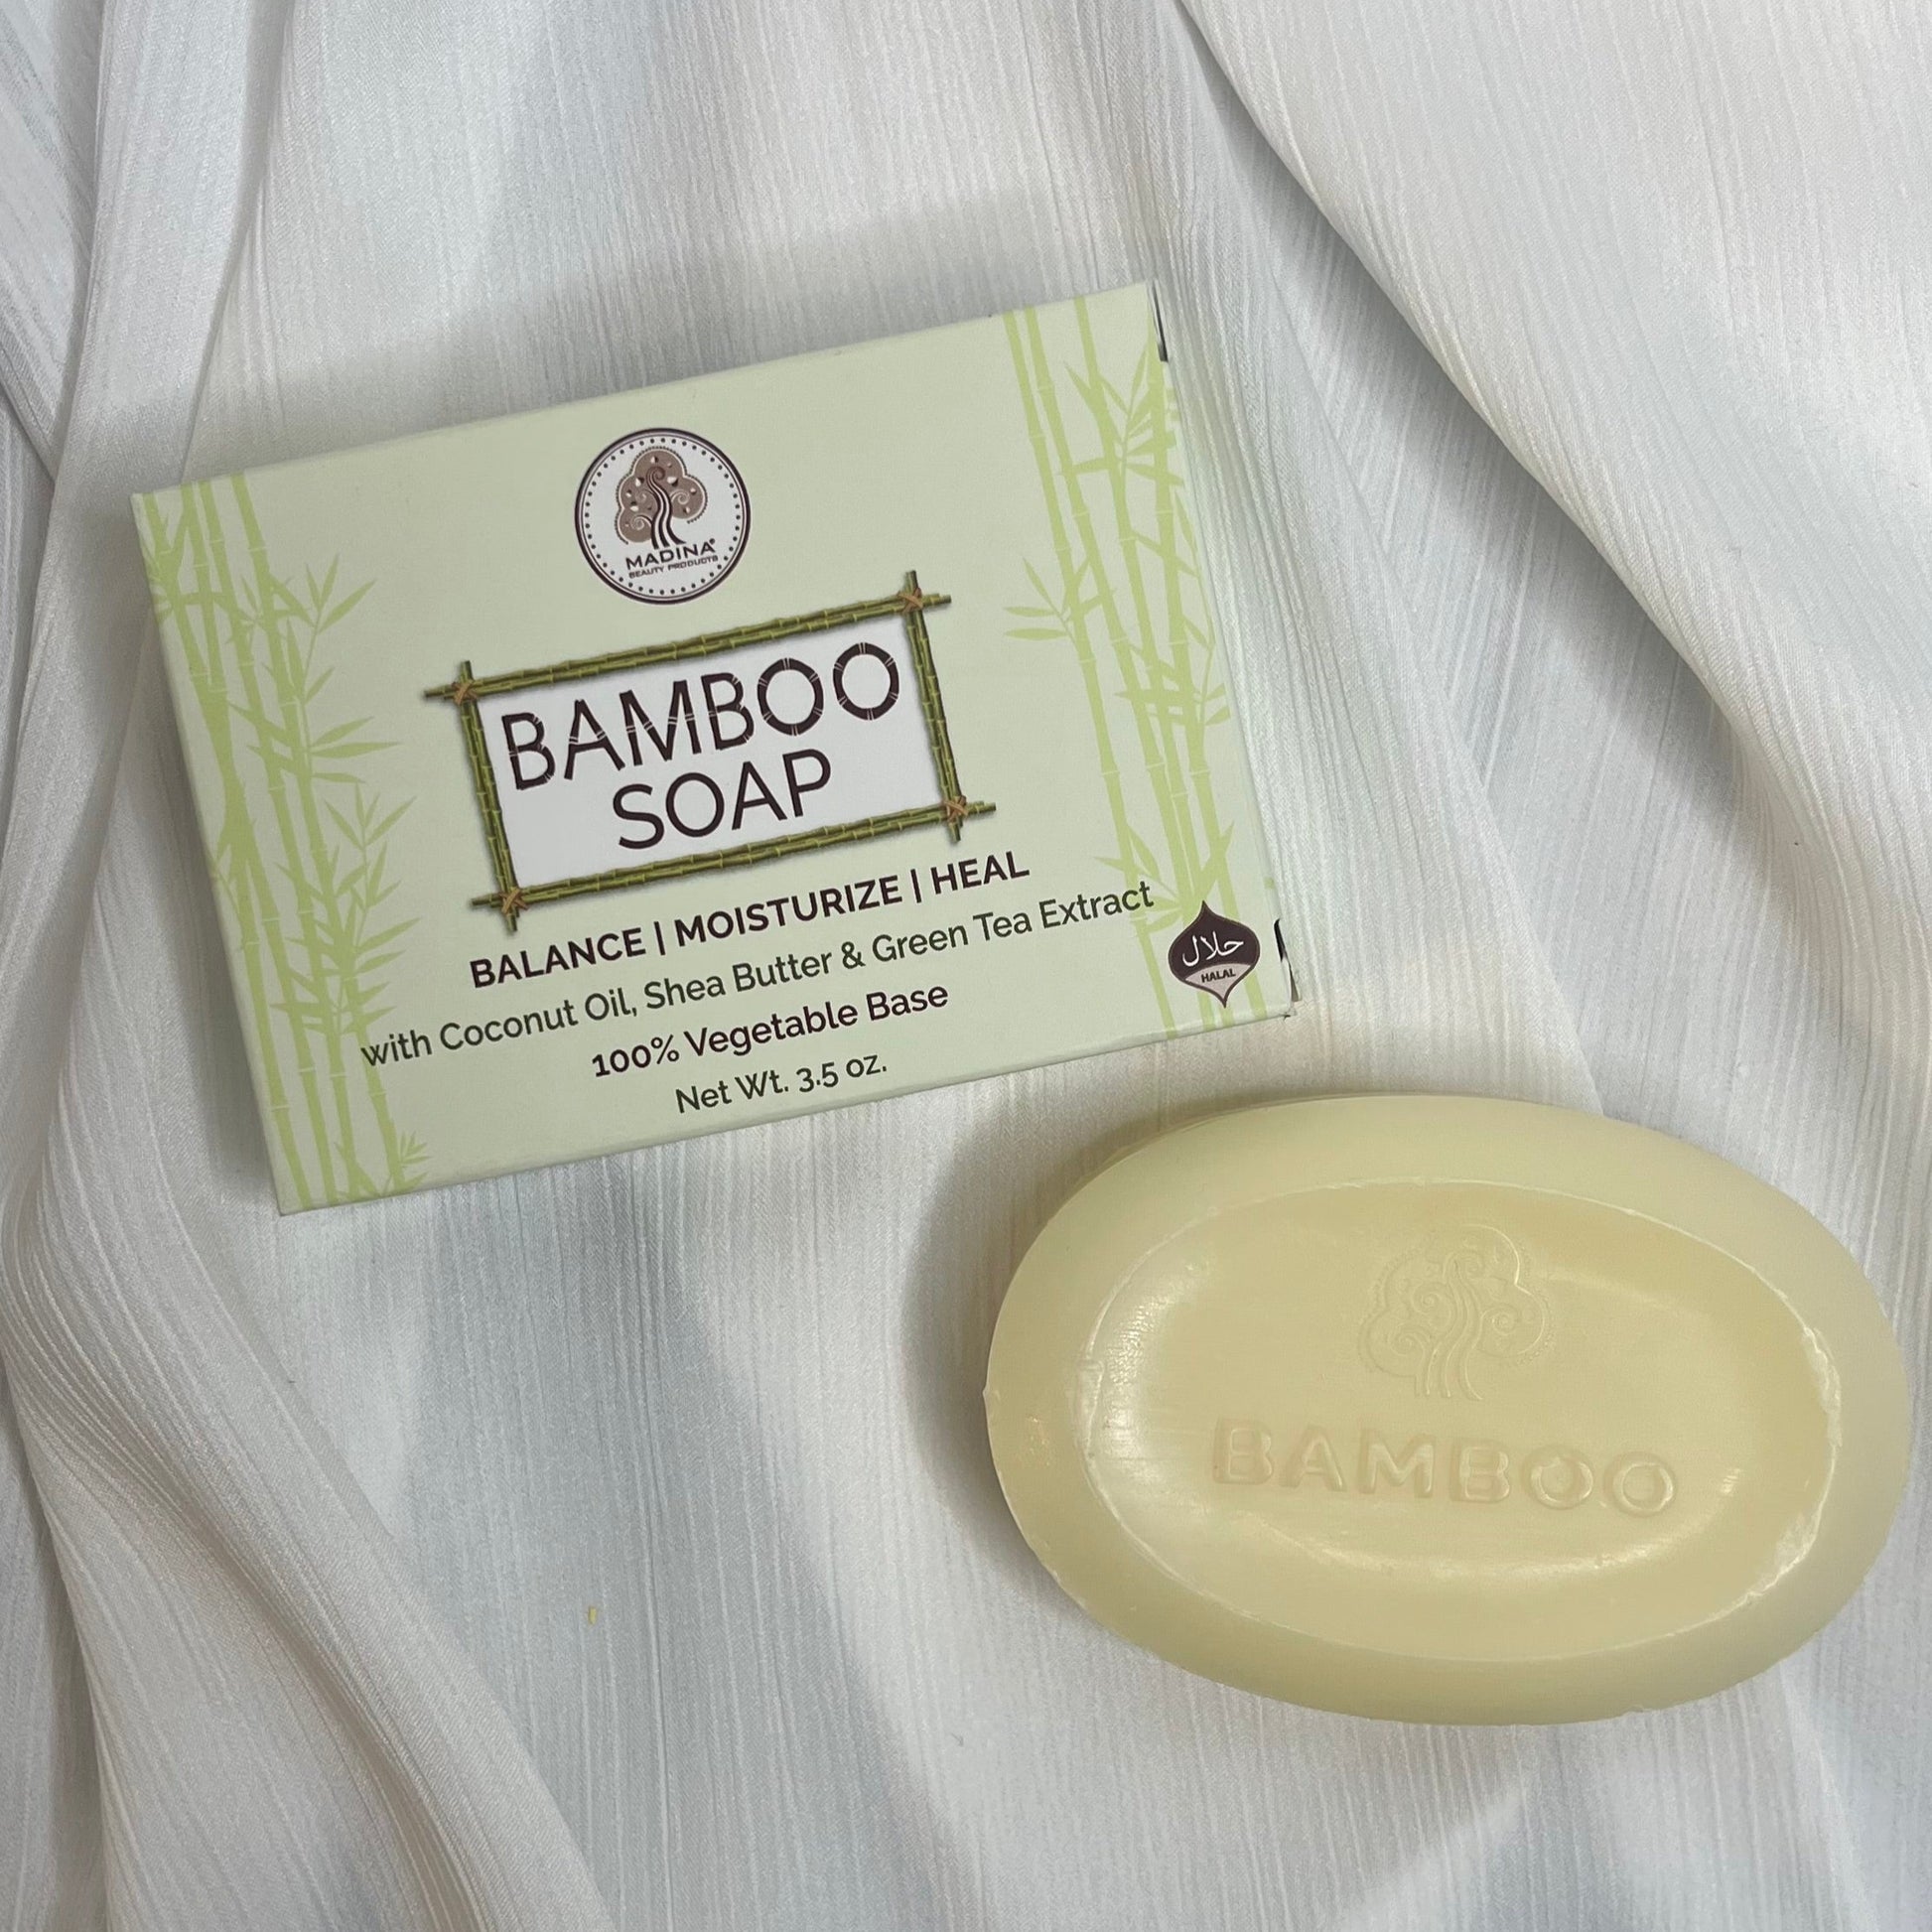 MADINA®
BEAUTY PRODUCTS
BAMBOO
SOAP
BALANCE | MOISTURIZE | HEAL
with Coconut Oil, Shea Butter & Green Tea Extract
100% Vegetable Base
Net Wt. 3.5 oz.
حلال
HALAL
BAMBOO